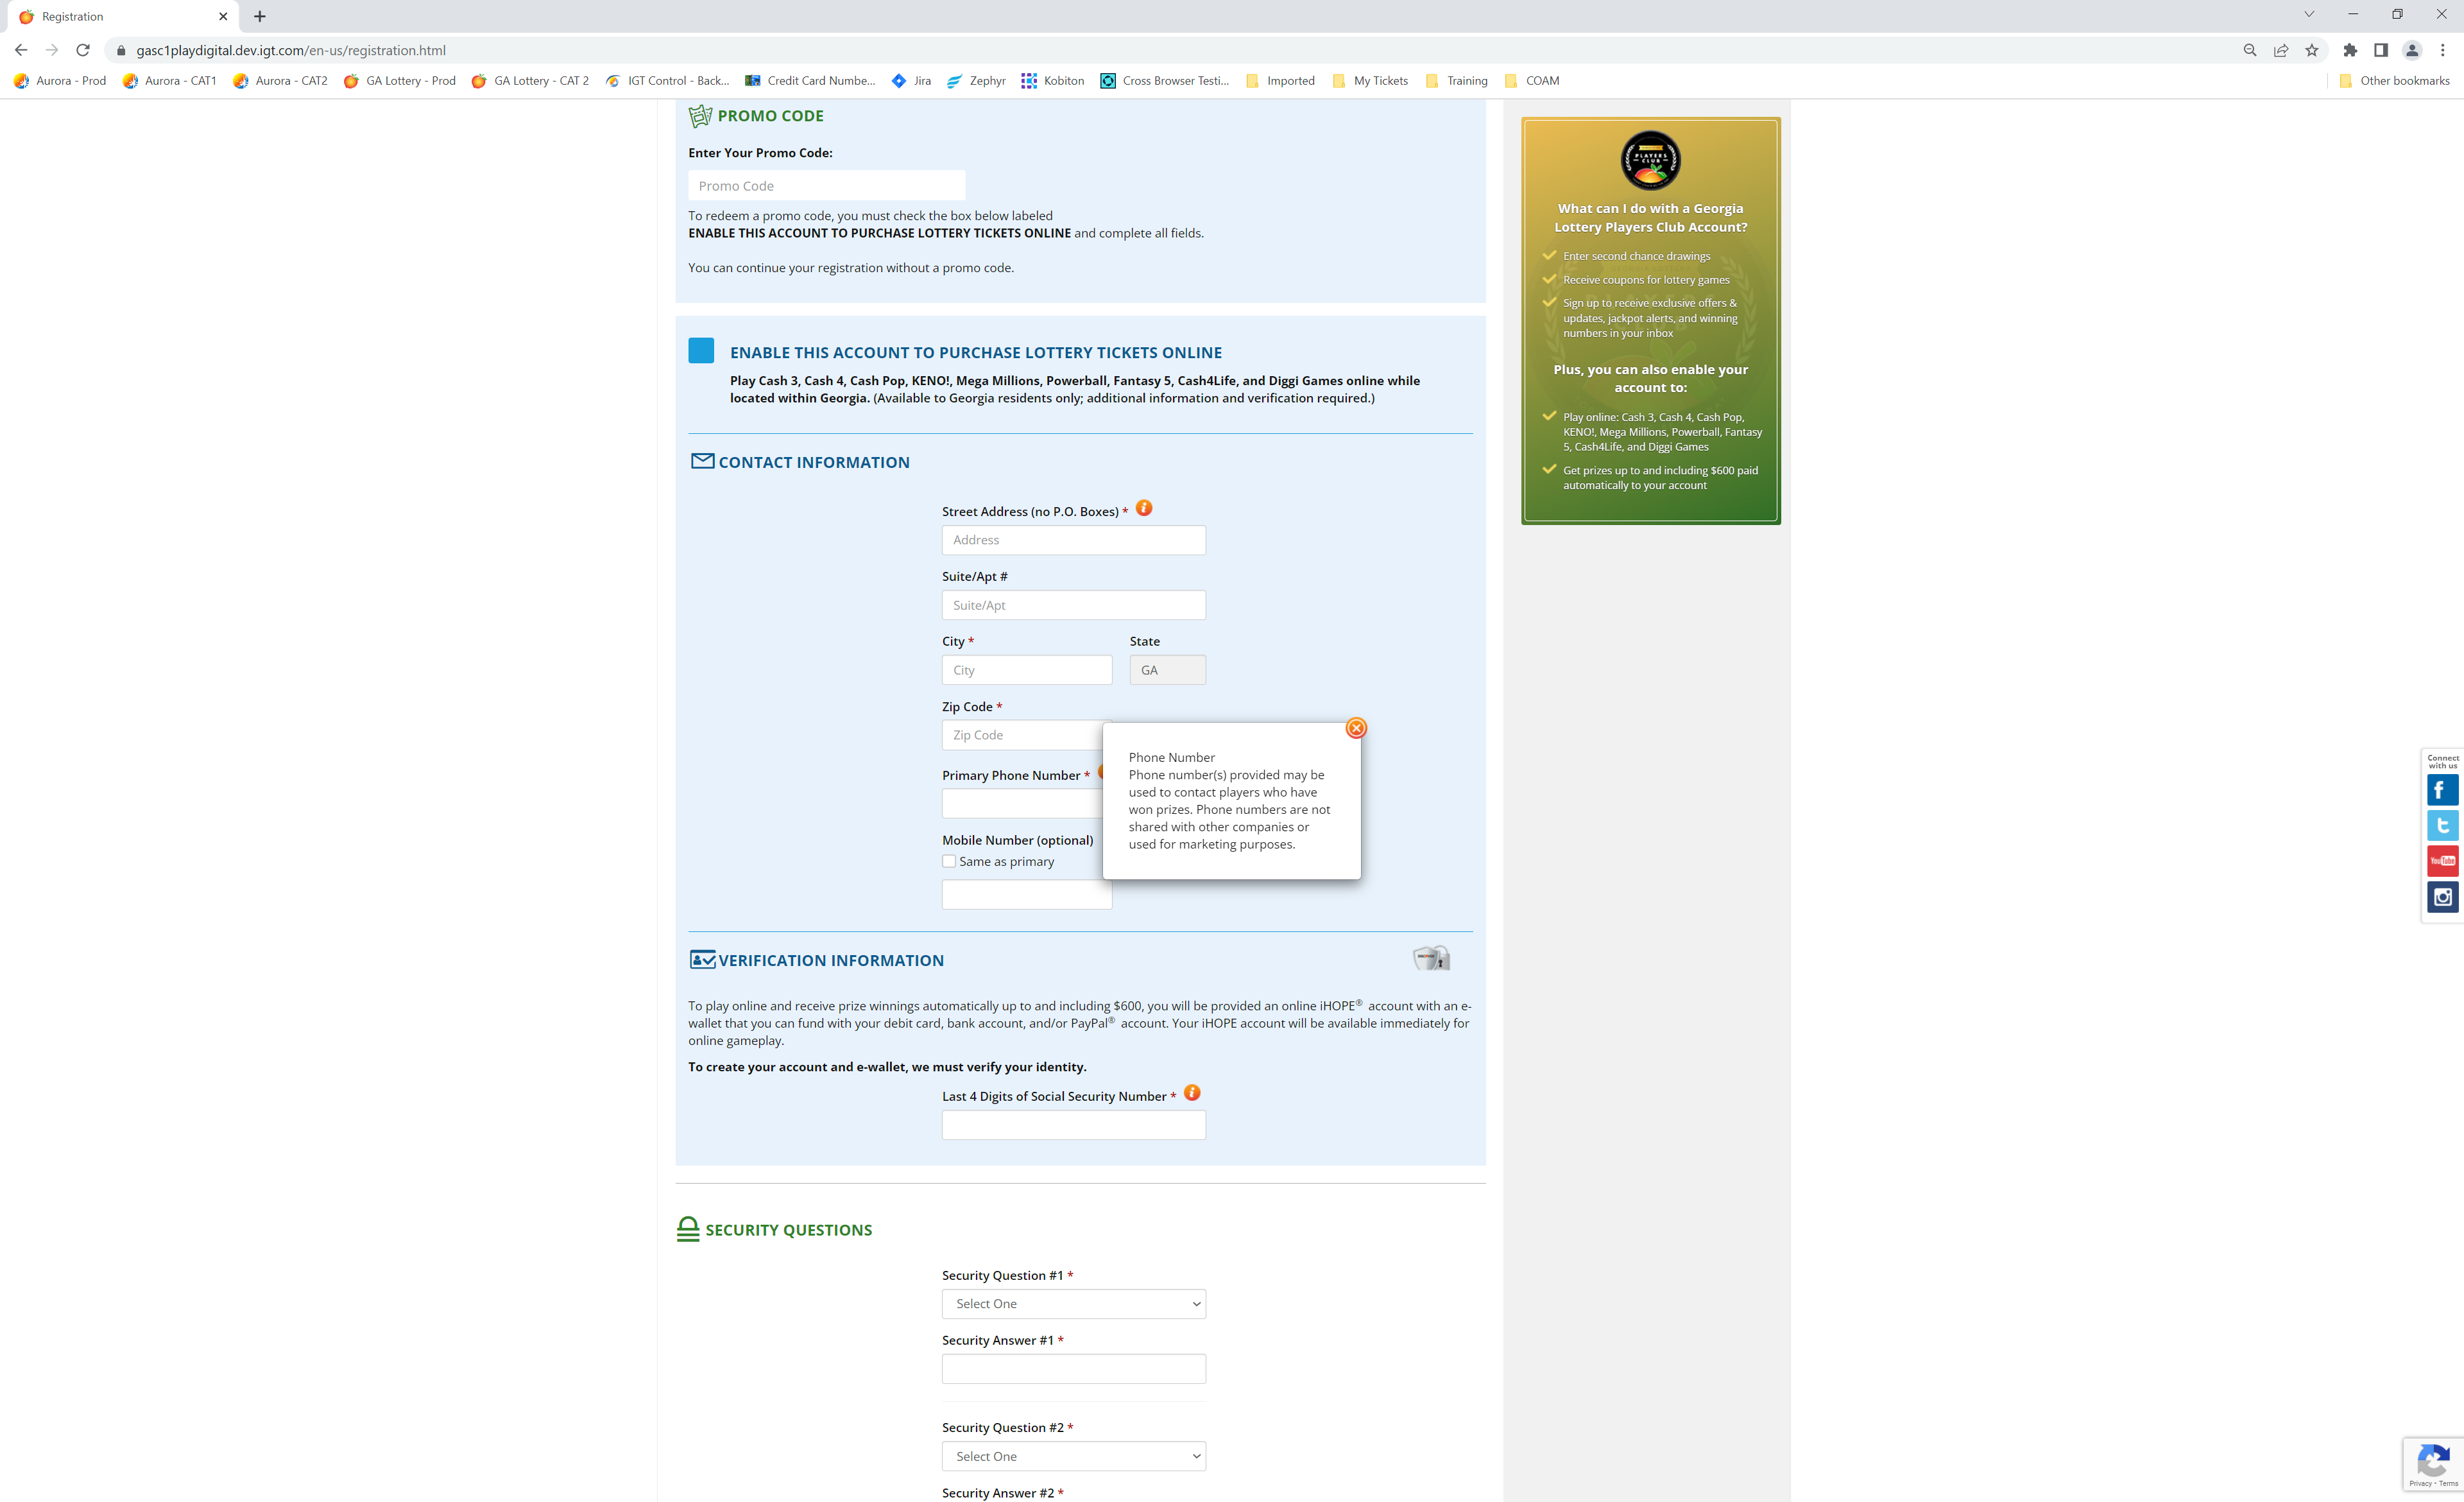 Registration
gasc1playdigital.dev.igt.com/en-us/registration.html
Aurora - Prod
Aurora - CAT1
Aurora - CAT2
GA Lottery - Prod
GA Lottery - CAT 2
IGT Control - Back...
Credit Card Numbe...
Jira
Zephyr
Kobiton
Cross Browser Testi...
Imported
My Tickets
Training
COAM
Other bookmarks
PROMO CODE
Enter Your Promo Code:
Promo Code
To redeem a promo code, you must check the box below labeled
ENABLE THIS ACCOUNT TO PURCHASE LOTTERY TICKETS ONLINE and complete all fields.
You can continue your registration without a promo code.
ENABLE THIS ACCOUNT TO PURCHASE LOTTERY TICKETS ONLINE
Play Cash 3, Cash 4, Cash Pop, KENO!, Mega Millions, Powerball, Fantasy 5, Cash4Life, and Diggi Games online while
located within Georgia. (Available to Georgia residents only; additional information and verification required.)
CONTACT INFORMATION
Street Address (no P.O. Boxes) *
Address
Suite/Apt #
Suite/Apt
City *
State
City
GA
Zip Code *
Zip Code
Primary Phone Number *
Mobile Number (optional)
Same as primary
Phone Number
Phone number(s) provided may be
used to contact players who have
won prizes. Phone numbers are not
shared with other companies or
used for marketing purposes.
VERIFICATION INFORMATION
To play online and receive prize winnings automatically up to and including $600, you will be provided an online iHOPE® account with an e-
wallet that you can fund with your debit card, bank account, and/or PayPal® account. Your iHOPE account will be available immediately for
online gameplay.
To create your account and e-wallet, we must verify your identity.
Last 4 Digits of Social Security Number *
SECURITY QUESTIONS
Security Question #1 *
Select One
Security Answer #1 *
Security Question #2 *
Select One
Security Answer #2 *
PLAYERS
CLUB
What can I do with a Georgia
Lottery Players Club Account?
Enter second chance drawings
Receive coupons for lottery games
Sign up to receive exclusive offers &
updates, jackpot alerts, and winning
numbers in your inbox
Plus, you can also enable your
account to:
Play online: Cash 3, Cash 4, Cash Pop,
KENO!, Mega Millions, Powerball, Fantasy
5, Cash4Life, and Diggi Games
Get prizes up to and including $600 paid
automatically to your account
Connect
with us
YouTube
Privacy - Terms